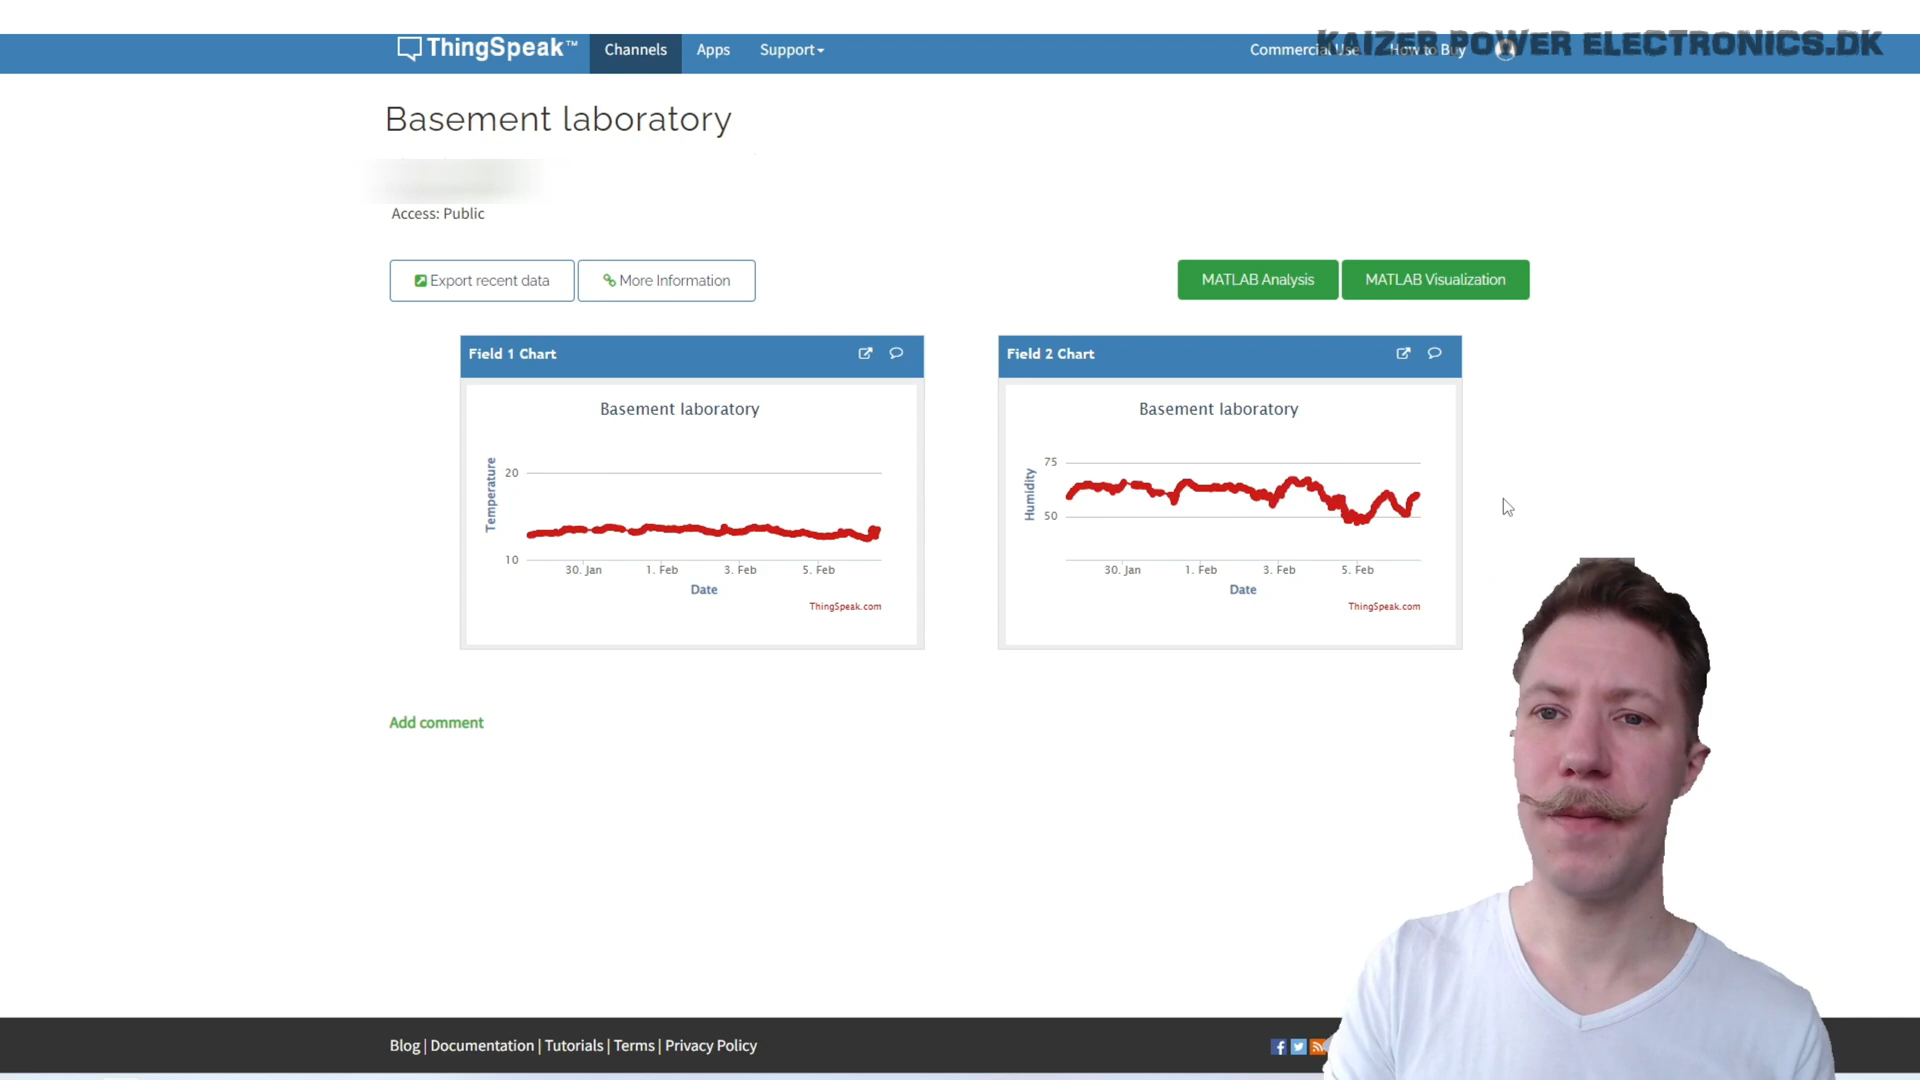 ThingSpeak™ Channels Apps Support Commercial Use How to Buy
KAIZER POWER ELECTRONICS.DK
Basement laboratory
Access: Public
Export recent data More Information MATLAB Analysis MATLAB Visualization
Field 1 Chart
Basement laboratory
Temperature
20
10
30. Jan 1. Feb 3. Feb 5. Feb
Date
ThingSpeak.com
Field 2 Chart
Basement laboratory
Humidity
75
50
30. Jan 1. Feb 3. Feb 5. Feb
Date
ThingSpeak.com
Add comment
Blog | Documentation | Tutorials | Terms | Privacy Policy